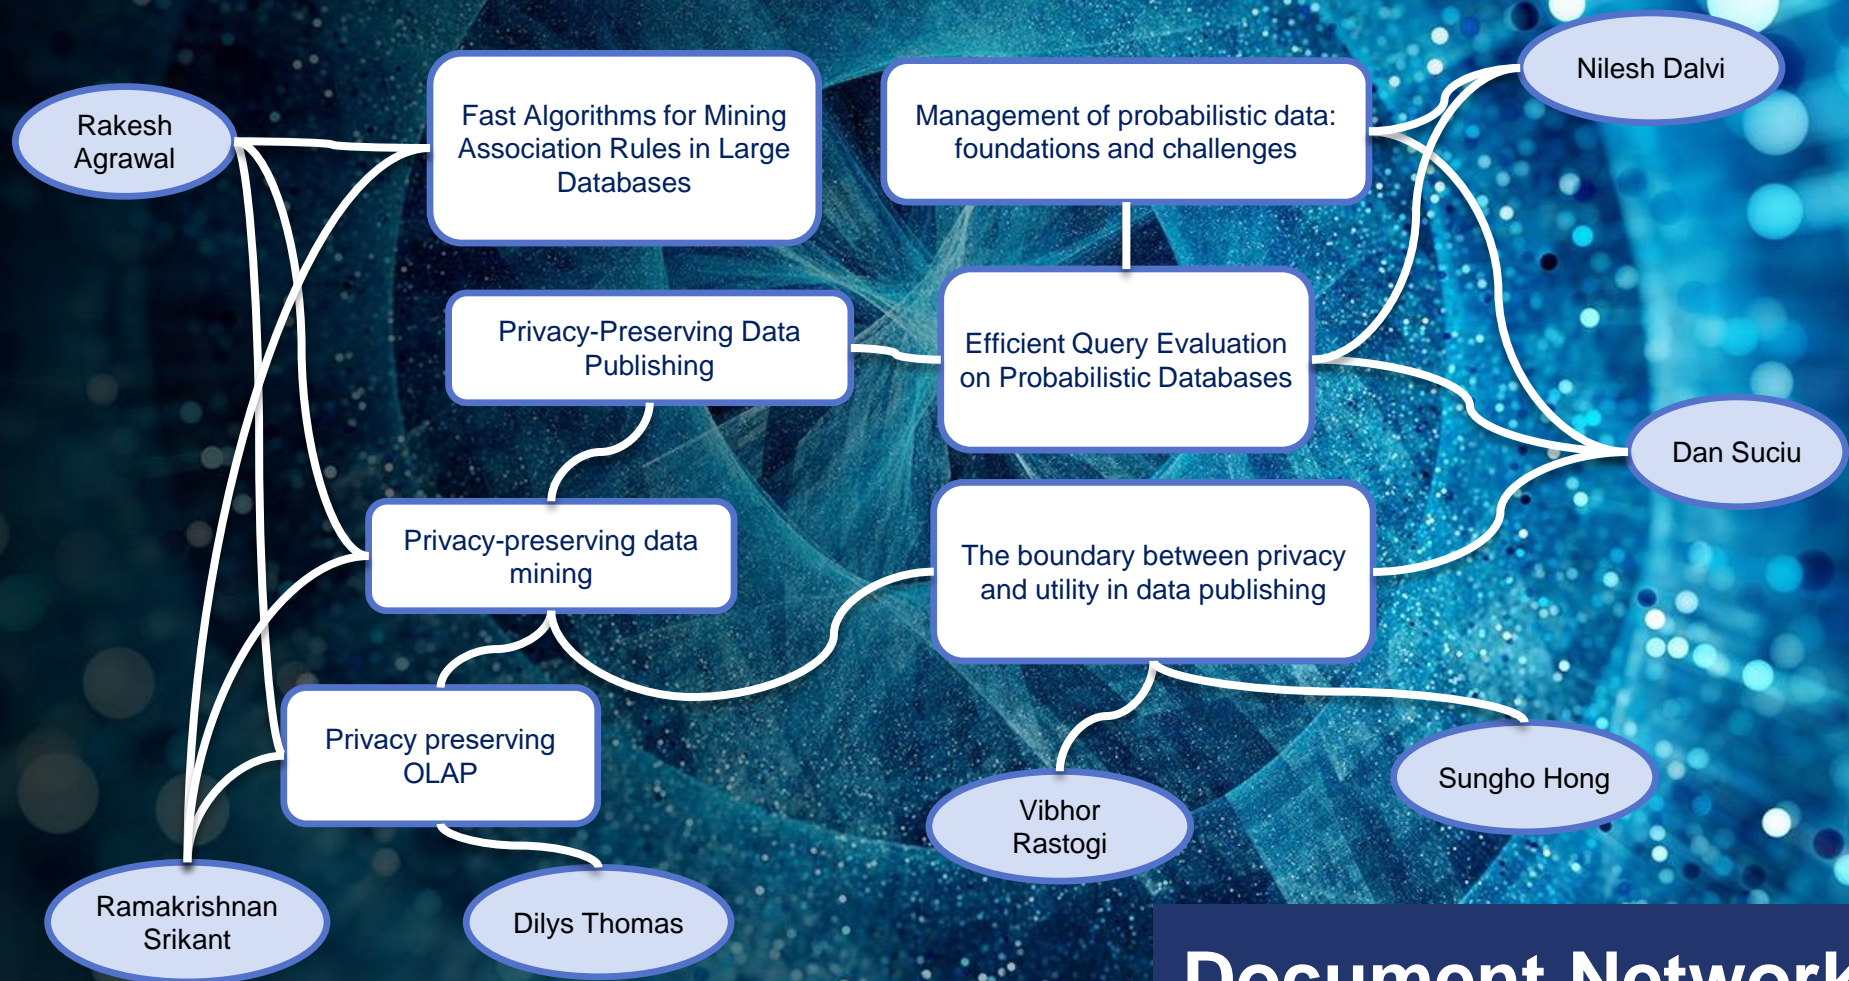 Nilesh Dalvi
Rakesh
Agrawal
Fast Algorithms for Mining
Association Rules in Large
Databases
Management of probabilistic data:
foundations and challenges
Privacy-Preserving Data
Publishing
Efficient Query Evaluation
on Probabilistic Databases
Dan Suciu
Privacy-preserving data
mining
The boundary between privacy
and utility in data publishing
Privacy preserving
OLAP
Sungho Hong
Vibhor
Rastogi
Ramakrishnan
Srikant
Dilys Thomas
Document Network